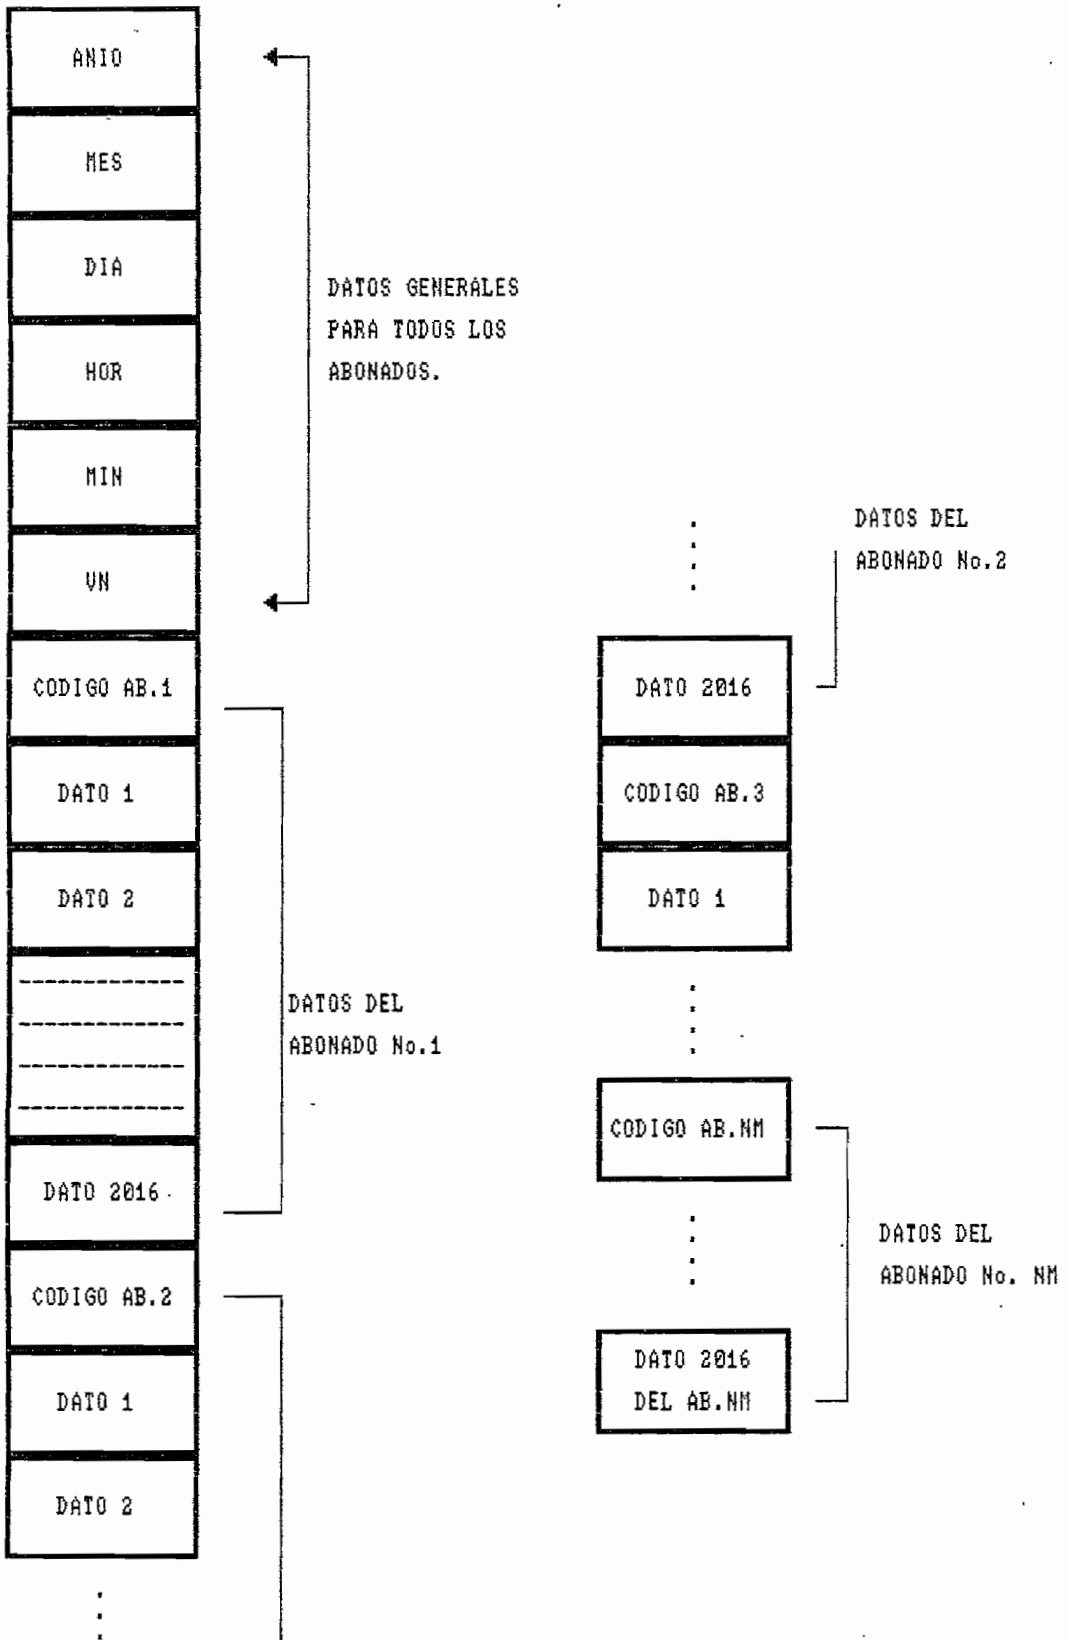 ANIO
MES
DIA
HOR
MIN
VN
DATOS GENERALES
PARA TODOS LOS
ABONADOS.
CODIGO AB.1
DATO 1
DATO 2
DATO 2016
DATOS DEL
ABONADO No.1
CODIGO AB.2
DATO 1
DATO 2
DATOS DEL
ABONADO No.2
DATO 2016
CODIGO AB.3
DATO 1
CODIGO AB.NM
DATOS DEL
ABONADO No. NM
DATO 2016
DEL AB.NM